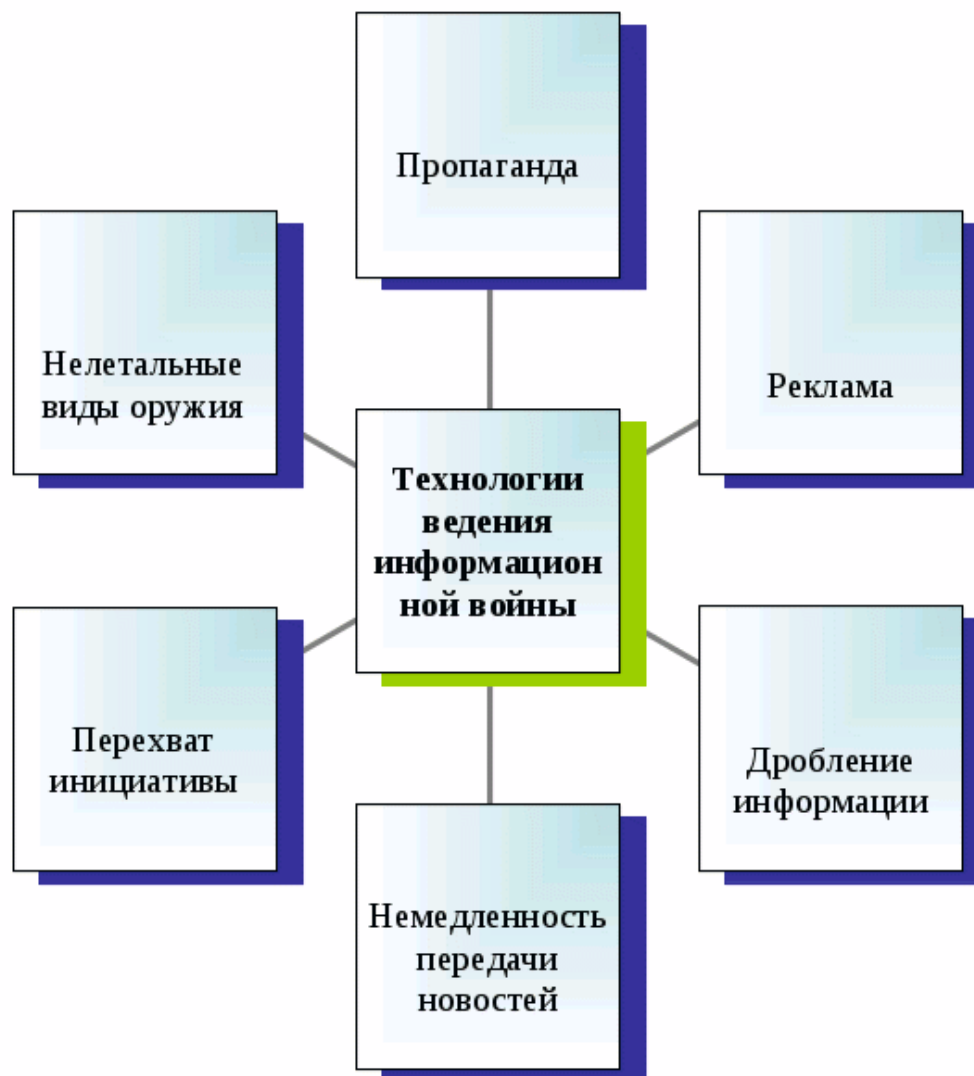 Пропаганда
Нелетальные
виды оружия
Реклама
Технологии
ведения
информацион
ной войны
Перехват
инициативы
Дробление
информации
Немедленность
передачи
новостей